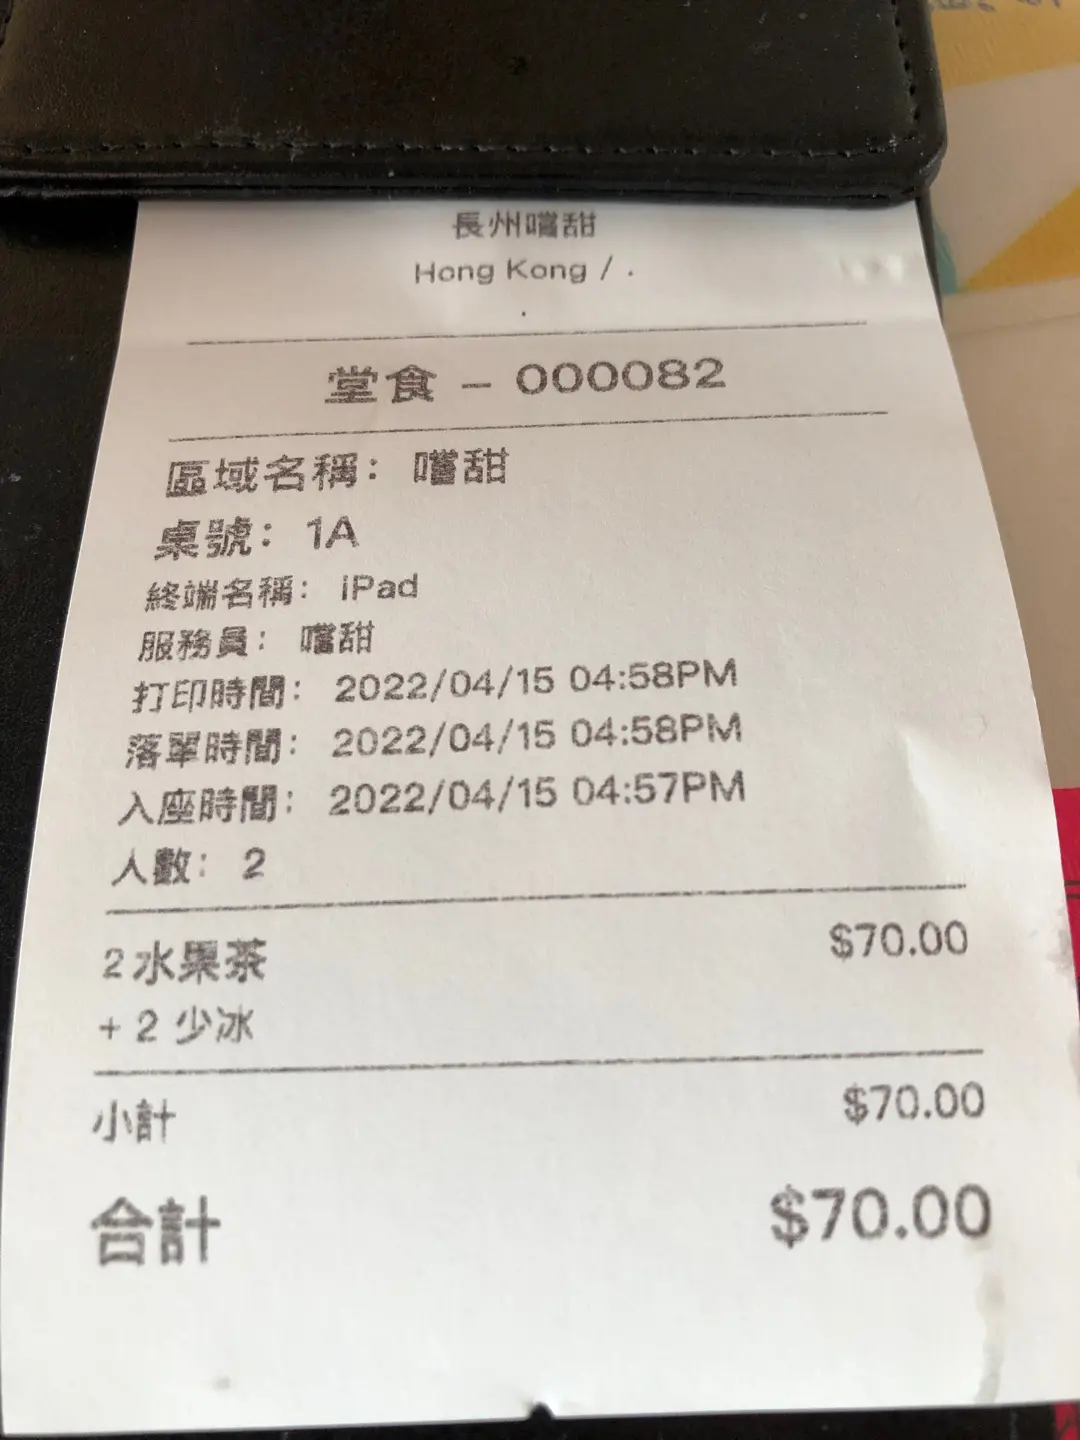 長州嚐甜
Hong Kong / .
.
堂食 – 000082
區域名稱： 嚐甜
桌號： 1A
終端名稱： iPad
服務員： 嚐甜
打印時間： 2022/04/15 04:58PM
落單時間： 2022/04/15 04:58PM
入座時間： 2022/04/15 04:57PM
人數： 2
2 水果茶 $70.00
+ 2 少冰
小計 $70.00
合計 $70.00